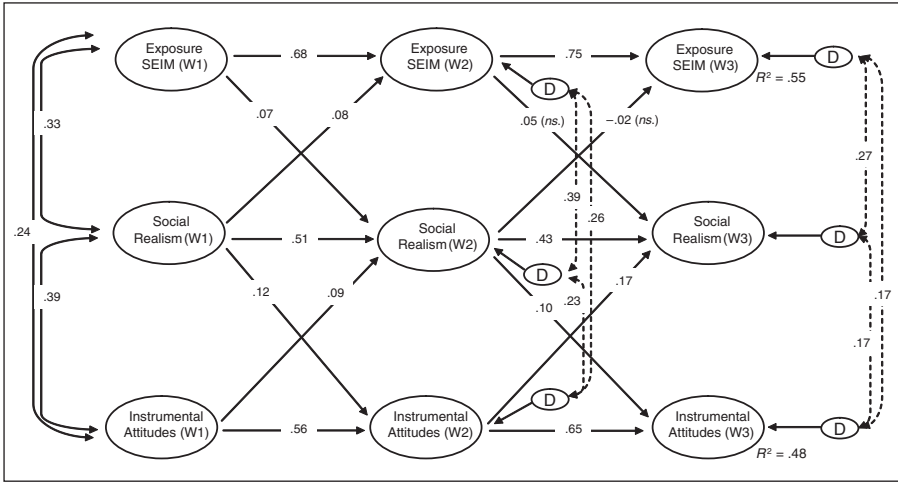 Exposure
SEIM (W1)
.68
Exposure
SEIM (W2)
.75
Exposure
SEIM (W3)
D
R² = .55
D
.33
.07
.08
.05 (ns.)
–.02 (ns.)
.27
.24
.39
.26
Social
Realism (W1)
.51
Social
Realism (W2)
.43
Social
Realism (W3)
D
D
.39
.12
.09
.10
.23
.17
.17
.17
D
Instrumental
Attitudes (W1)
.56
Instrumental
Attitudes (W2)
.65
Instrumental
Attitudes (W3)
D
R² = .48